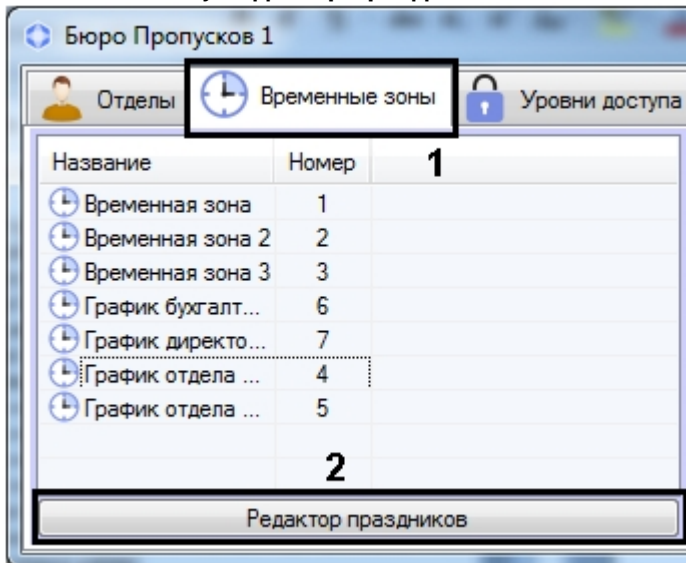 Бюро Пропусков 1
Отделы Временные зоны Уровни доступа
Название Номер 1
Временная зона 1
Временная зона 2 2
Временная зона 3 3
График бухгалт... 6
График директо... 7
График отдела ... 4
График отдела ... 5
2
Редактор праздников